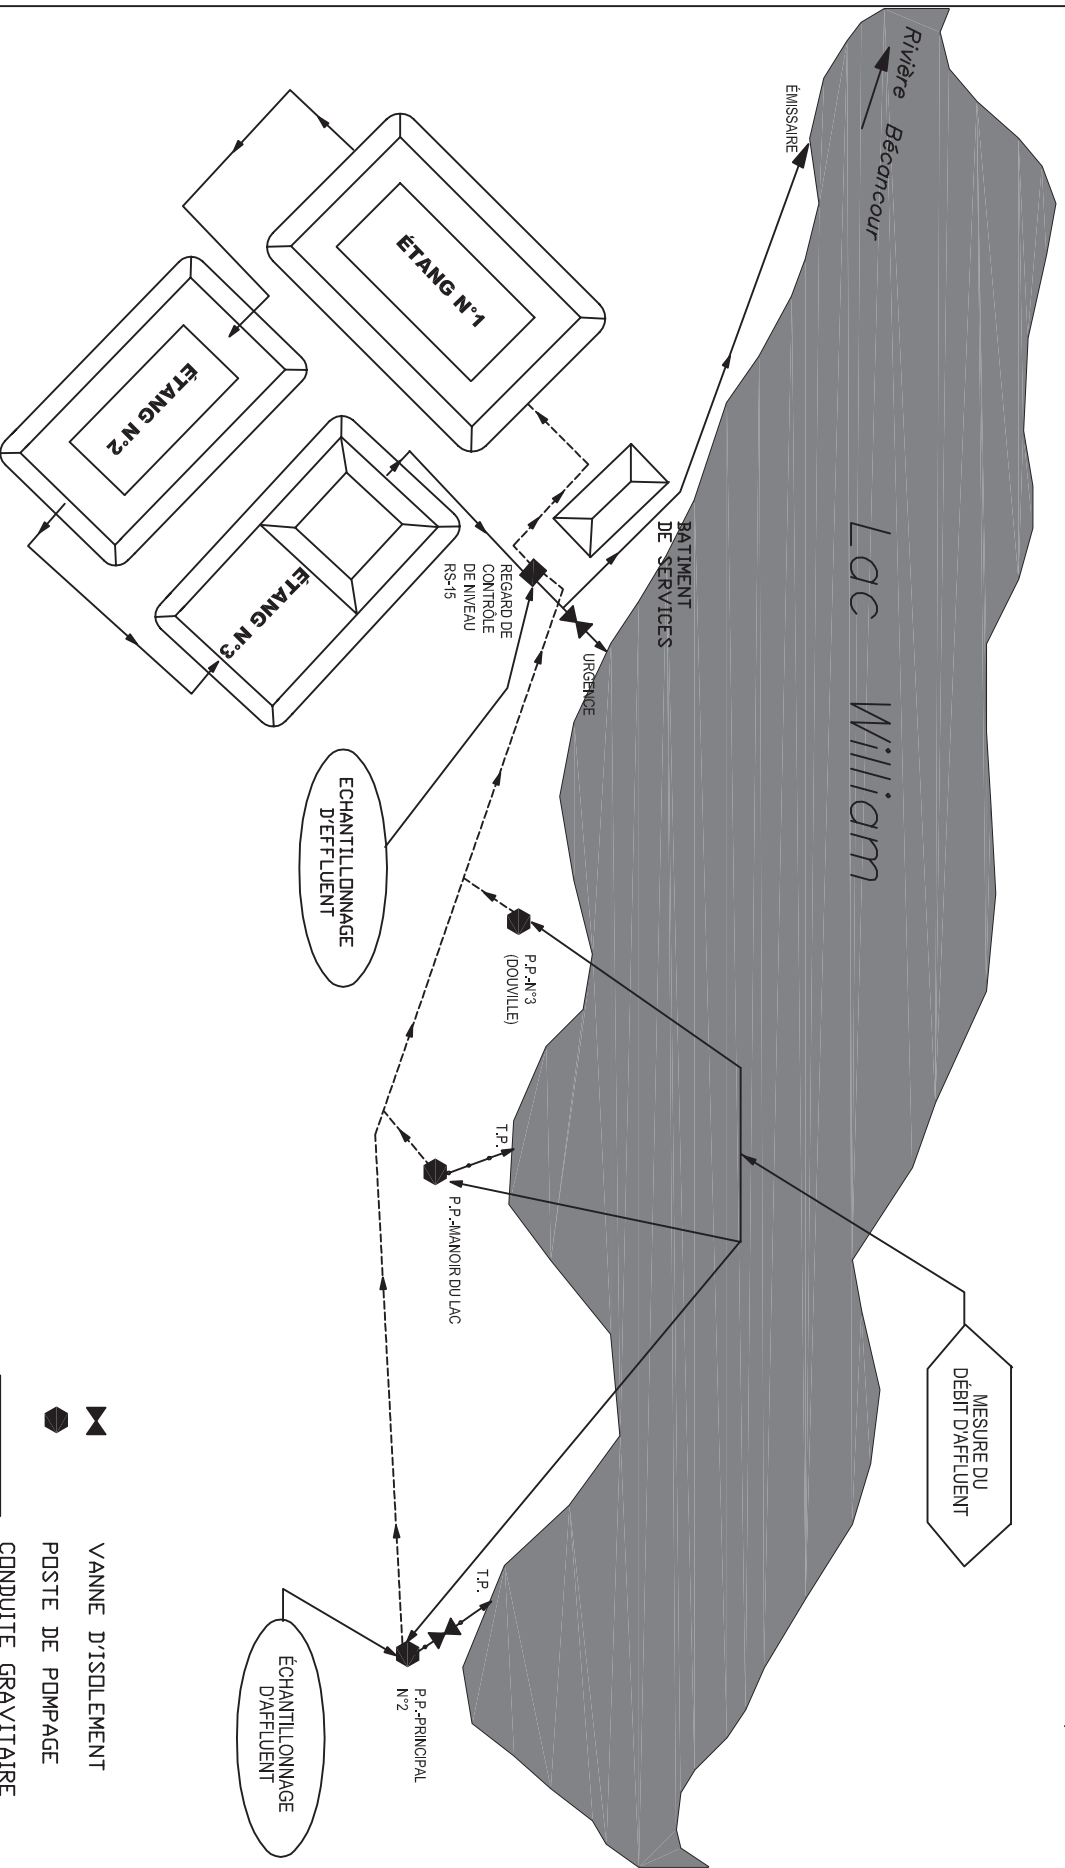 Rivière Bécancour
ÉMISSAIRE
Lac William
ÉTANG N°1
ÉTANG N°2
ÉTANG N°3
BATIMENT
DE SERVICES
REGARD DE
CONTRÔLE
DE NIVEAU
RS-15
URGENCE
ECHANTILLONNAGE
D'EFFLUENT
P.P.-N°3
(DOUVILLE)
T.P.
P.P.-MANOIR DU LAC
MESURE DU
DÉBIT D'AFFLUENT
T.P.
P.P.-PRINCIPAL
N°2
ÉCHANTILLONNAGE
D'AFFLUENT
VANNE D'ISOLEMENT
POSTE DE POMPAGE
CONDUITE GRAVITAIRE